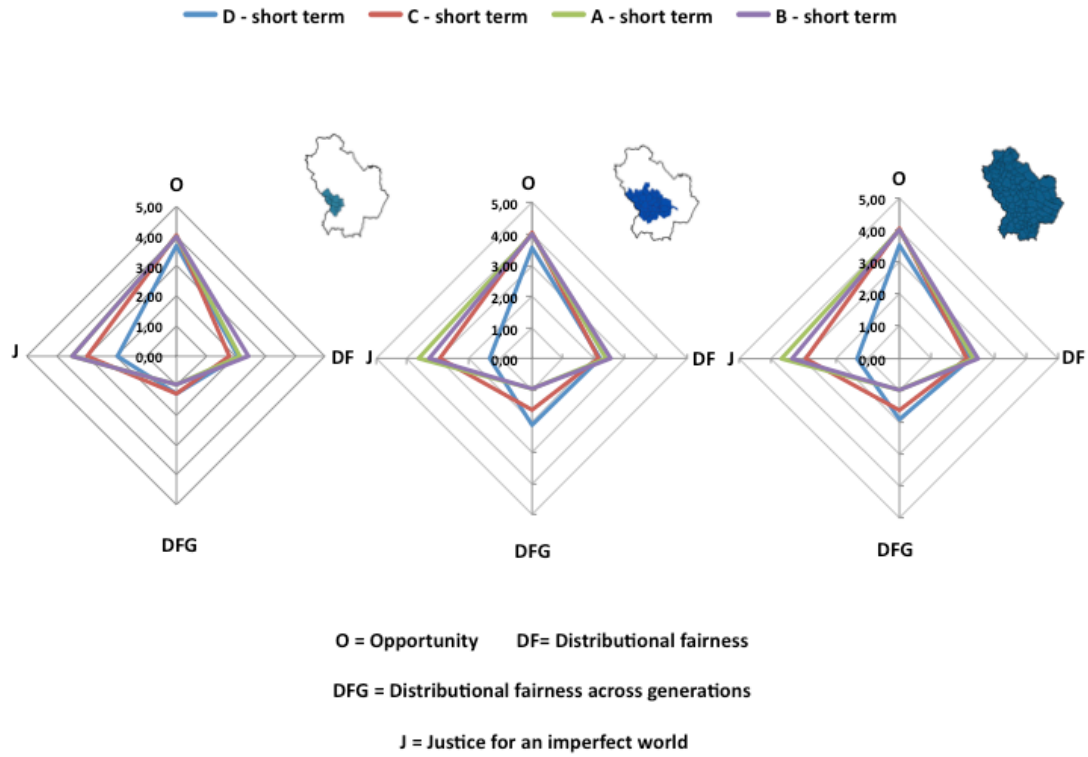 D - short term C - short term A - short term B - short term
O
5,00
4,00
3,00
2,00
1,00
0,00
J
DF
DFG
O
5,00
4,00
3,00
2,00
1,00
0,00
J
DF
DFG
O
5,00
4,00
3,00
2,00
1,00
0,00
J
DF
DFG
O = Opportunity DF= Distributional fairness
DFG = Distributional fairness across generations
J = Justice for an imperfect world